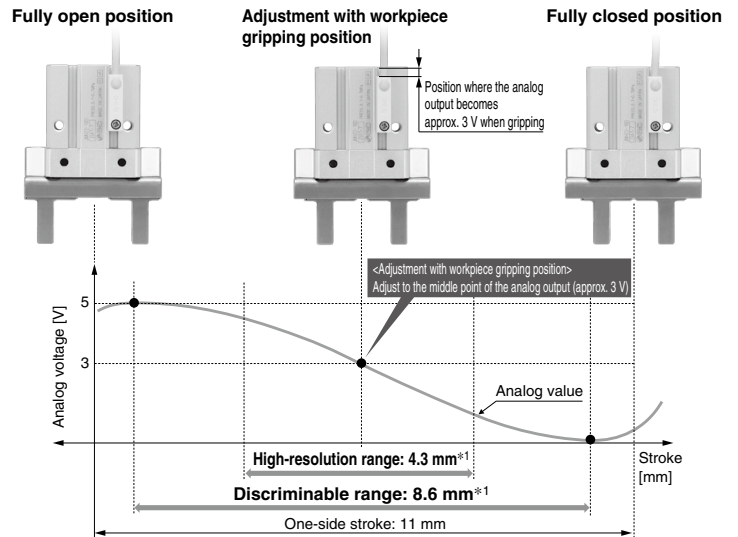 Fully open position
Adjustment with workpiece
gripping position
Fully closed position
Position where the analog
output becomes
approx. 3 V when gripping
<Adjustment with workpiece gripping position>
Adjust to the middle point of the analog output (approx. 3 V)
Analog voltage [V]
5
3
Analog value
Stroke
[mm]
High-resolution range: 4.3 mm*1
Discriminable range: 8.6 mm*1
One-side stroke: 11 mm